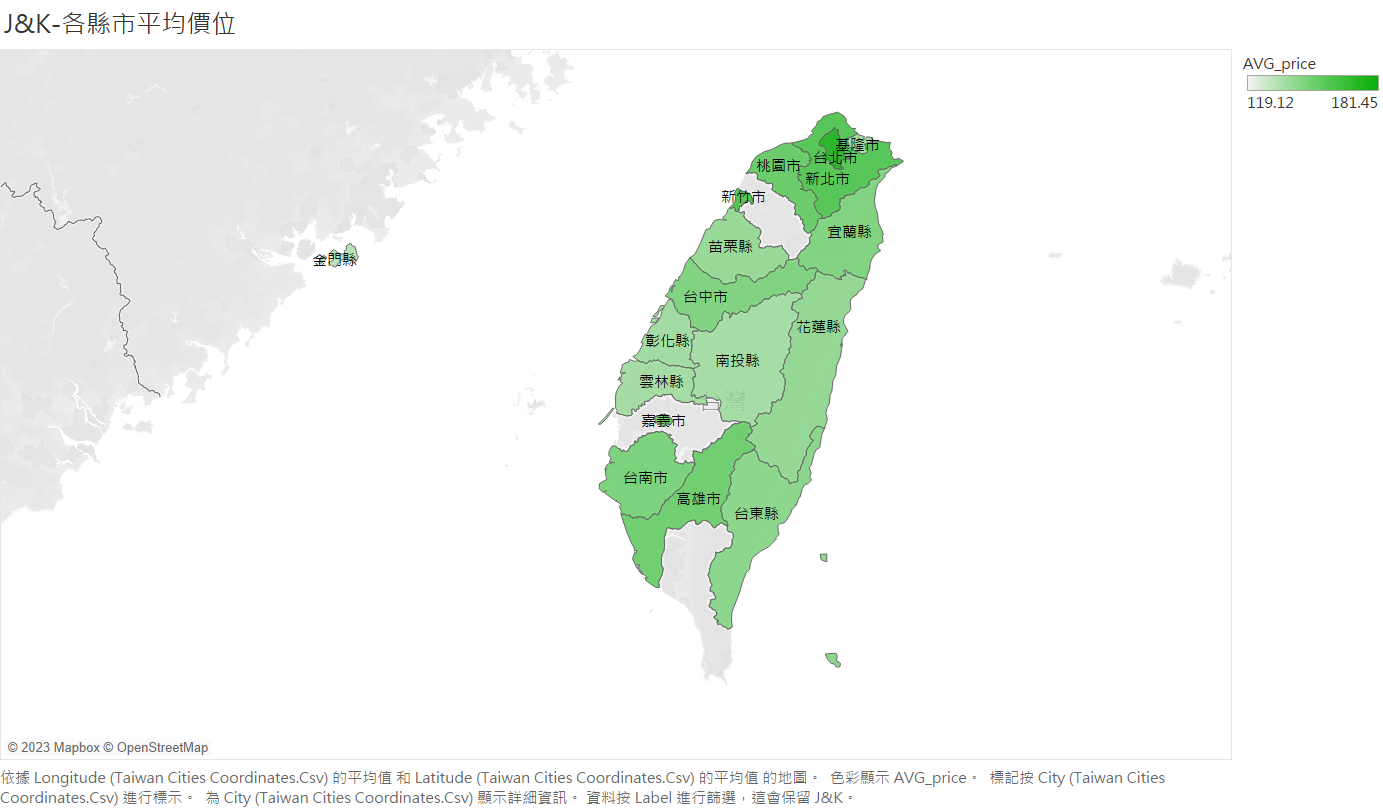 J&K-各縣市平均價位
AVG_price
119.12 181.45
基隆市
台北市
桃園市
新北市
新竹市
宜蘭縣
苗栗縣
金門縣
台中市
花蓮縣
彰化縣
南投縣
雲林縣
台灣
嘉義市
台南市
高雄市
台東縣
© 2023 Mapbox © OpenStreetMap
依據 Longitude (Taiwan Cities Coordinates.Csv) 的平均值 和 Latitude (Taiwan Cities Coordinates.Csv) 的平均值 的地圖。 色彩顯示 AVG_price。 標記按 City (Taiwan Cities
Coordinates.Csv) 進行標示。 為 City (Taiwan Cities Coordinates.Csv) 顯示詳細資訊。 資料按 Label 進行篩選，這會保留 J&K。